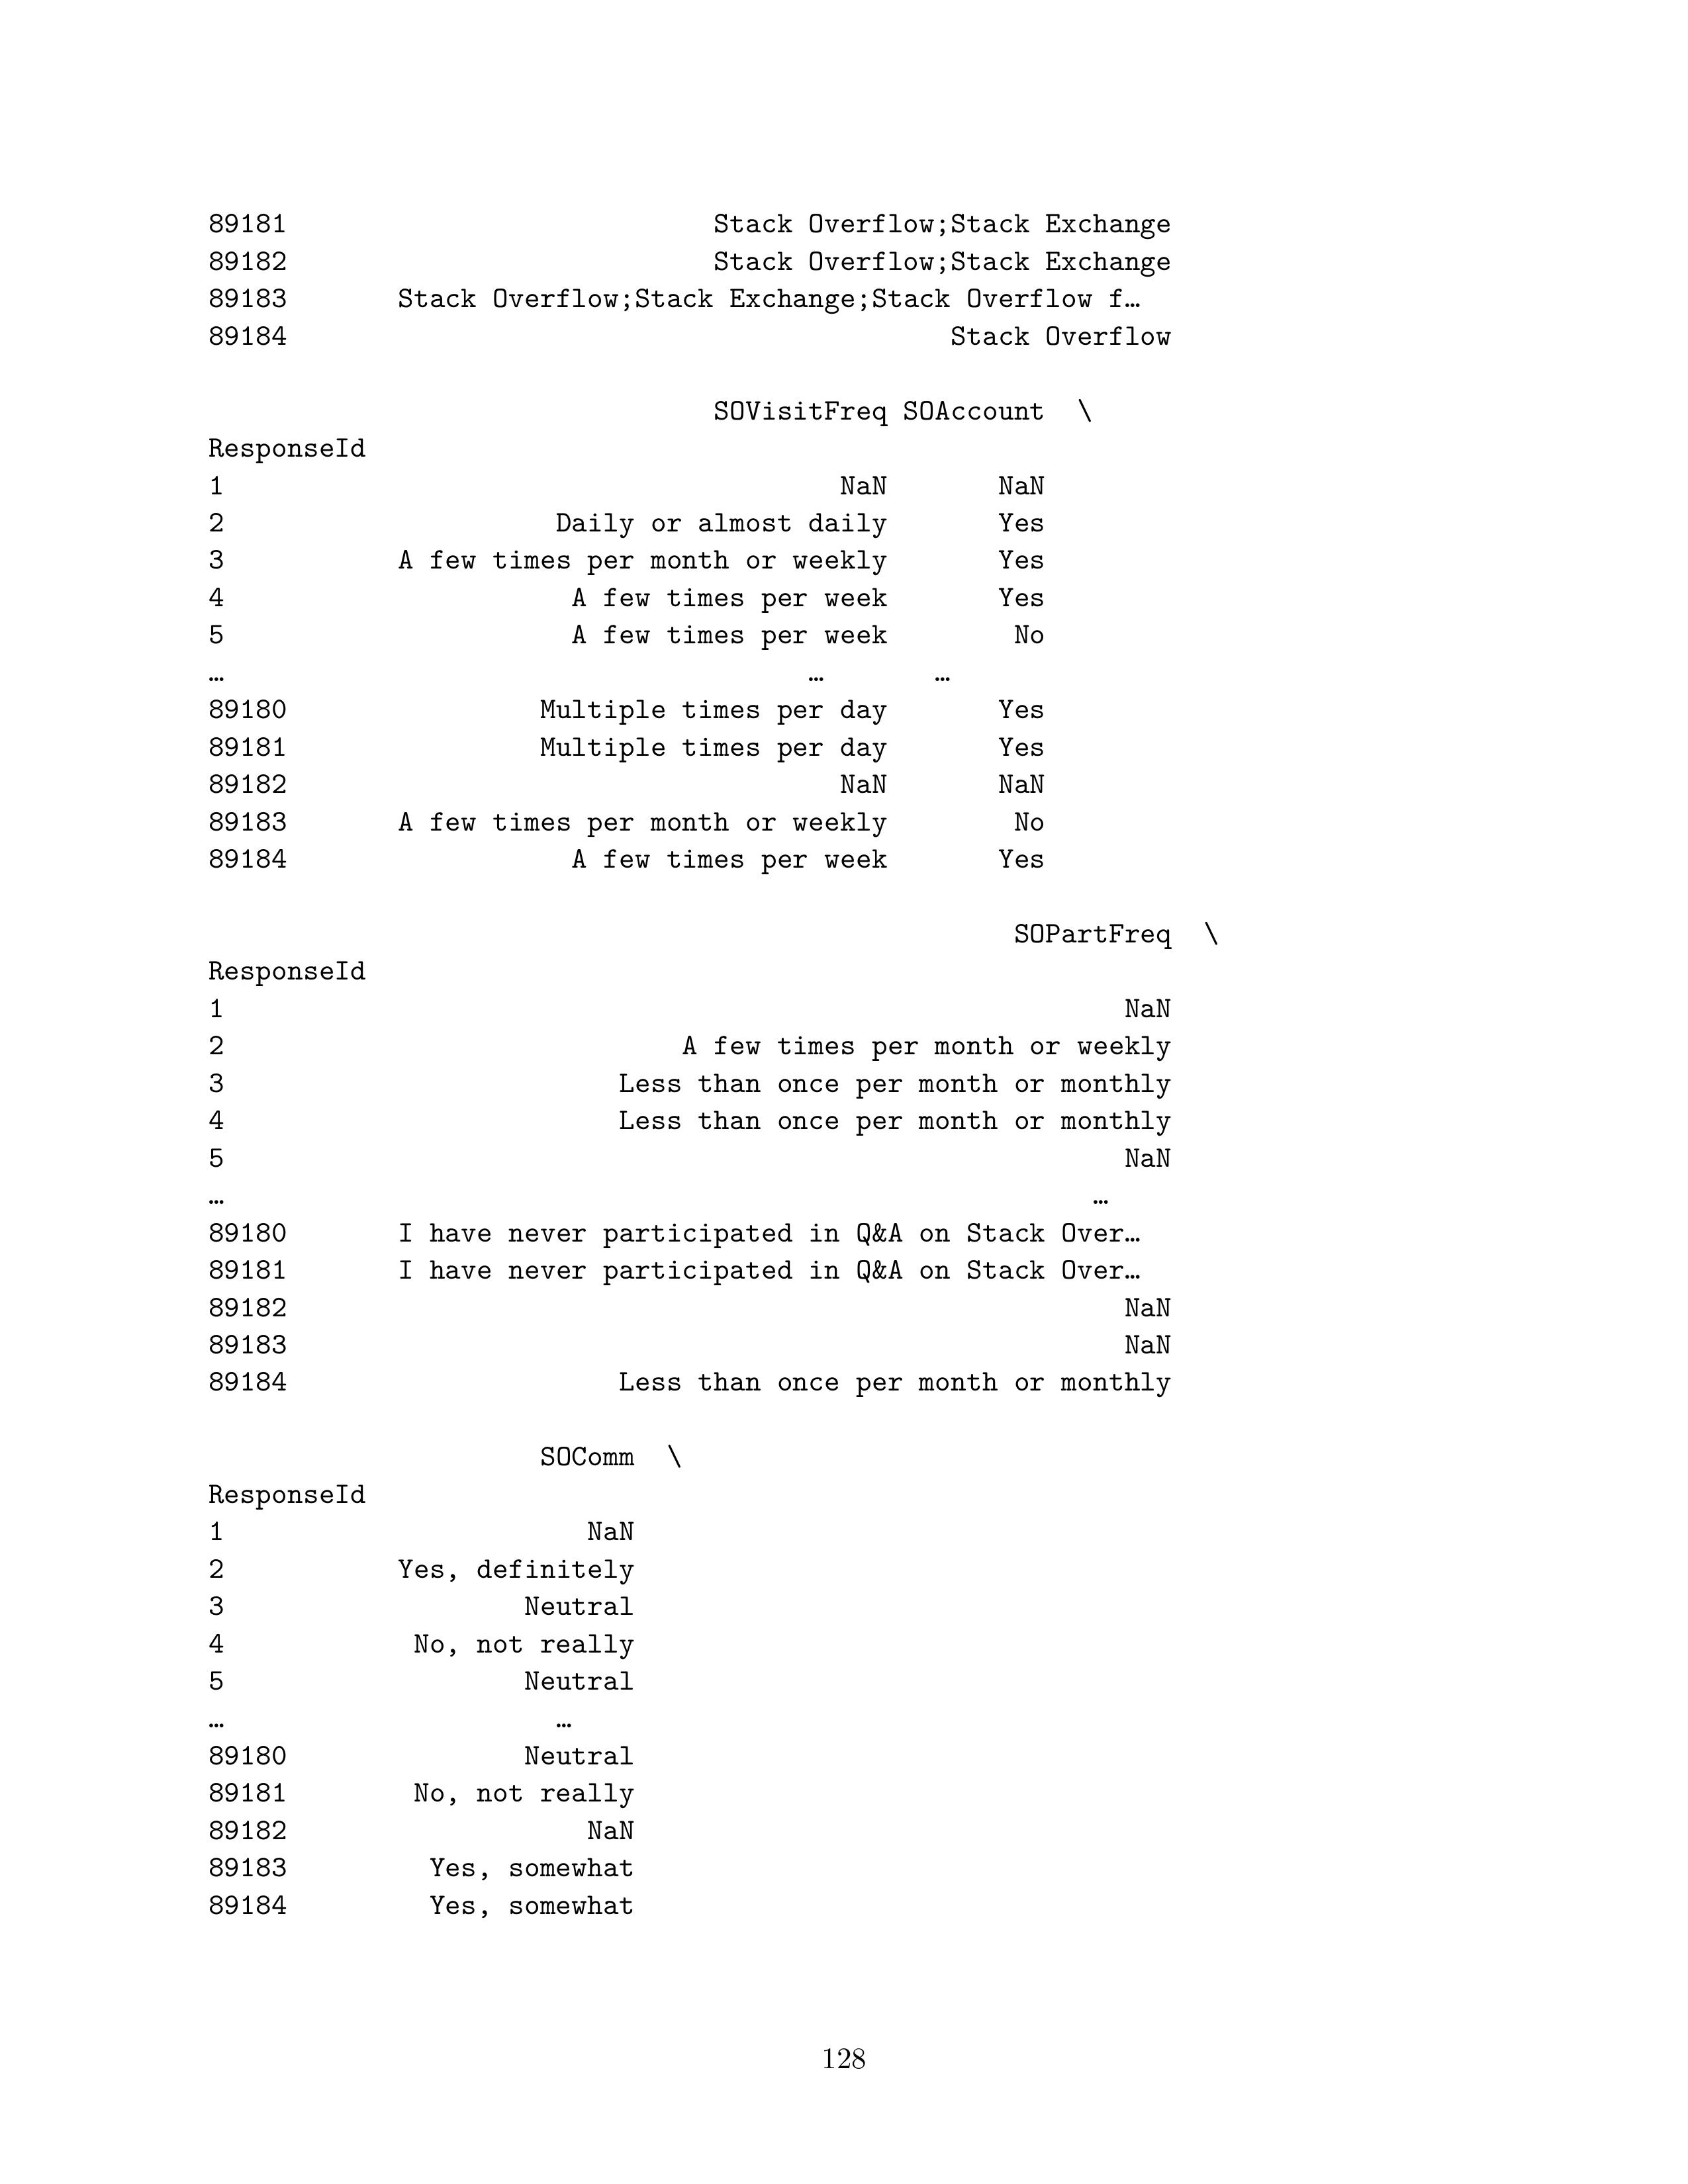 89181                           Stack Overflow;Stack Exchange
89182                           Stack Overflow;Stack Exchange
89183       Stack Overflow;Stack Exchange;Stack Overflow f…
89184                                          Stack Overflow
                                SOVisitFreq SOAccount  \
ResponseId
1                                       NaN       NaN
2                     Daily or almost daily       Yes
3           A few times per month or weekly       Yes
4                      A few times per week       Yes
5                      A few times per week        No
…                                     …       …
89180                Multiple times per day       Yes
89181                Multiple times per day       Yes
89182                                   NaN       NaN
89183       A few times per month or weekly        No
89184                  A few times per week       Yes
                                                   SOPartFreq  \
ResponseId
1                                                         NaN
2                             A few times per month or weekly
3                         Less than once per month or monthly
4                         Less than once per month or monthly
5                                                         NaN
…                                                       …
89180       I have never participated in Q&A on Stack Over…
89181       I have never participated in Q&A on Stack Over…
89182                                                     NaN
89183                                                     NaN
89184                     Less than once per month or monthly
                     SOComm  \
ResponseId
1                       NaN
2           Yes, definitely
3                   Neutral
4            No, not really
5                   Neutral
…                     …
89180               Neutral
89181        No, not really
89182                   NaN
89183         Yes, somewhat
89184         Yes, somewhat
128